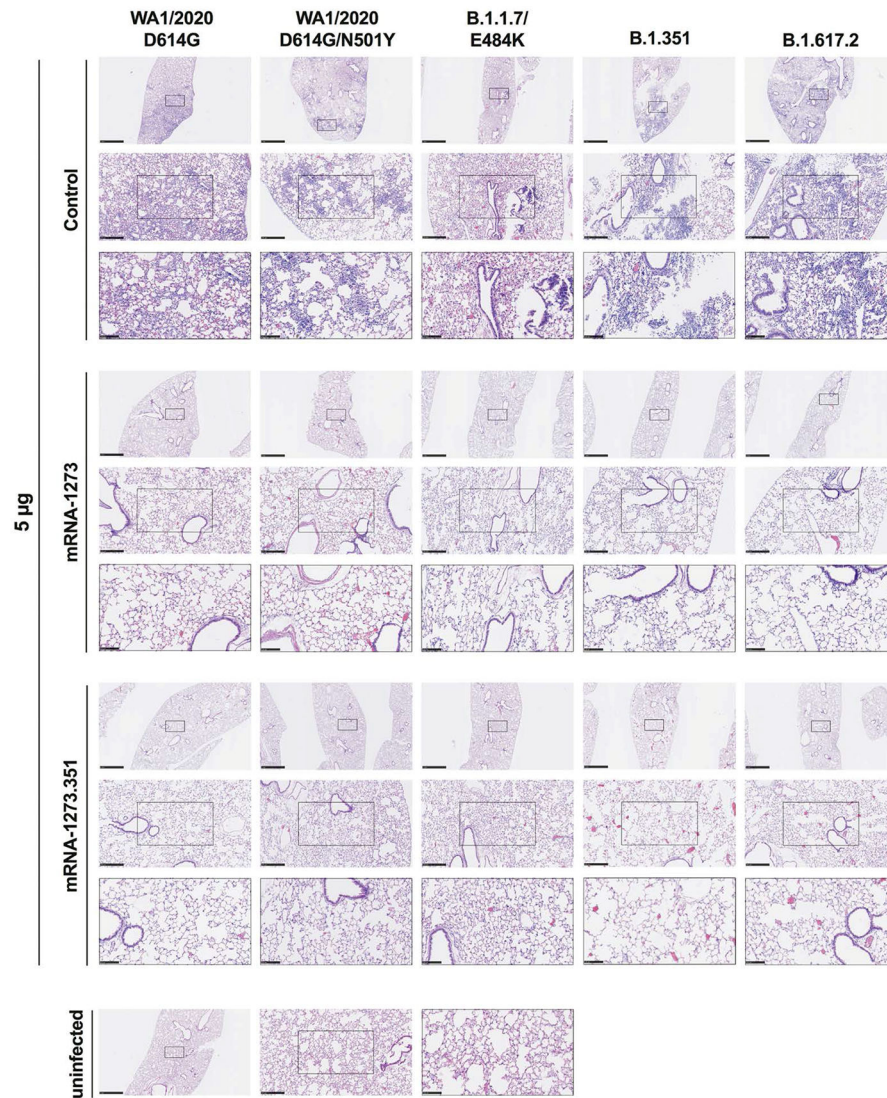 WA1/2020
D614G
WA1/2020
D614G/N501Y
B.1.1.7/
E484K
B.1.351
B.1.617.2
5 µg
Control
mRNA-1273
mRNA-1273.351
uninfected